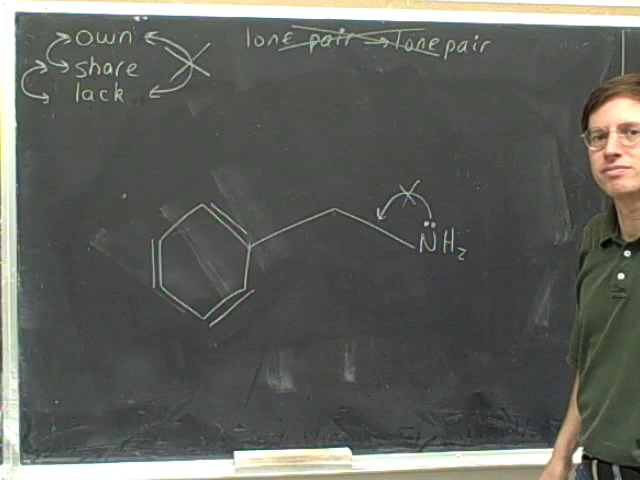 own
share
lack
lone pair → lone pair
NH₂